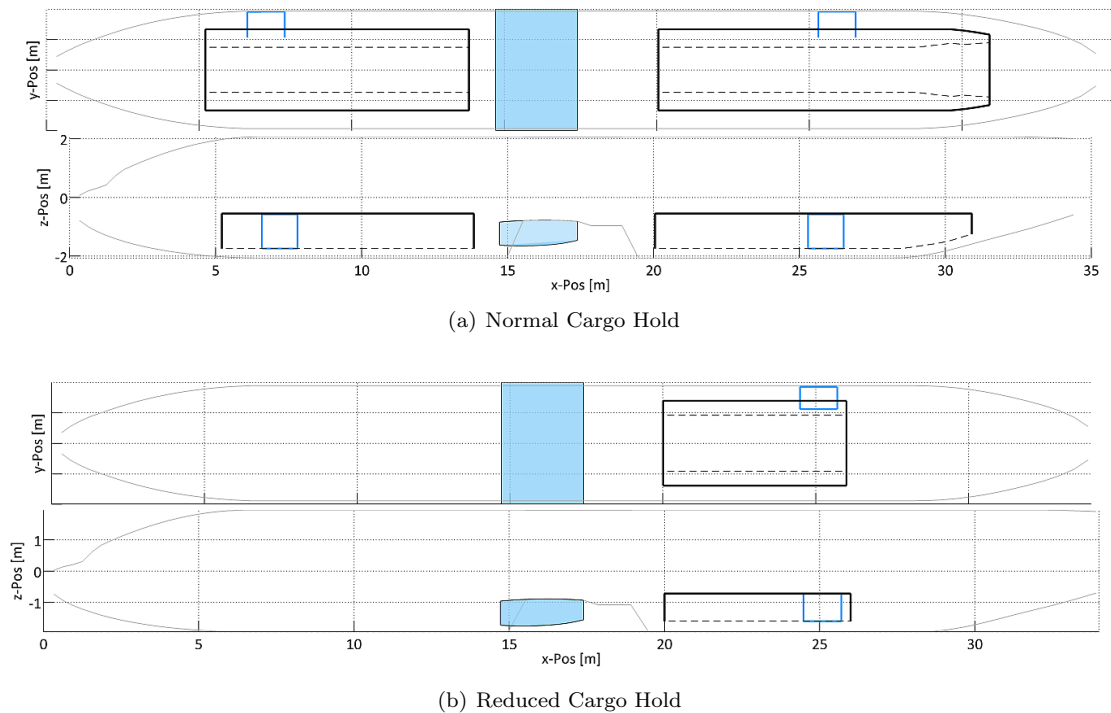 y-Pos [m]
2
0
-2
z-Pos [m]
0 5 10 15 20 25 30 35
x-Pos [m]
(a) Normal Cargo Hold
y-Pos [m]
1
0
-1
z-Pos [m]
0 5 10 15 20 25 30
x-Pos [m]
(b) Reduced Cargo Hold